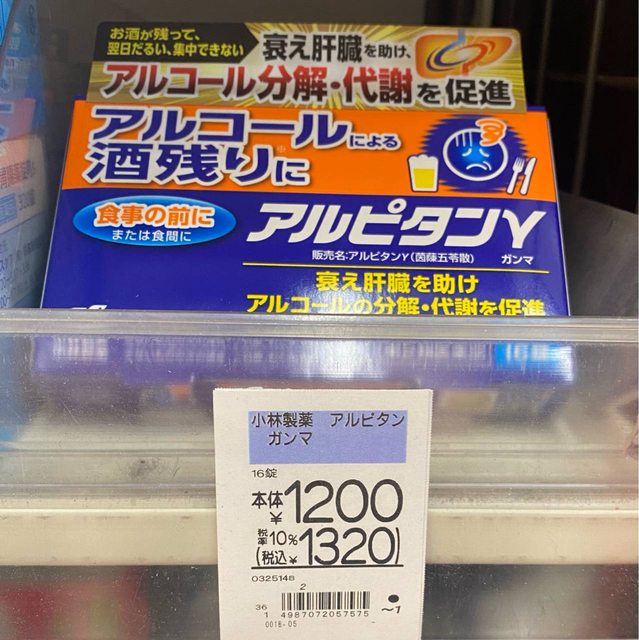 お酒が残って、
翌日だるい、集中できない
衰え肝臓を助け、
アルコール分解・代謝を促進
アルコールによる
酒残り※に
食事の前に
または食間に
アルピタンγ
販売名:アルピタンγ(茵蔯五苓散)
ガンマ
衰え肝臓を助け
アルコールの分解・代謝を促進
小林製薬 アルピタン
ガンマ
16錠
本体¥1200
税率10%
(税込¥1320)
0325148
2
36
1 4987072057575
~1
0018-05